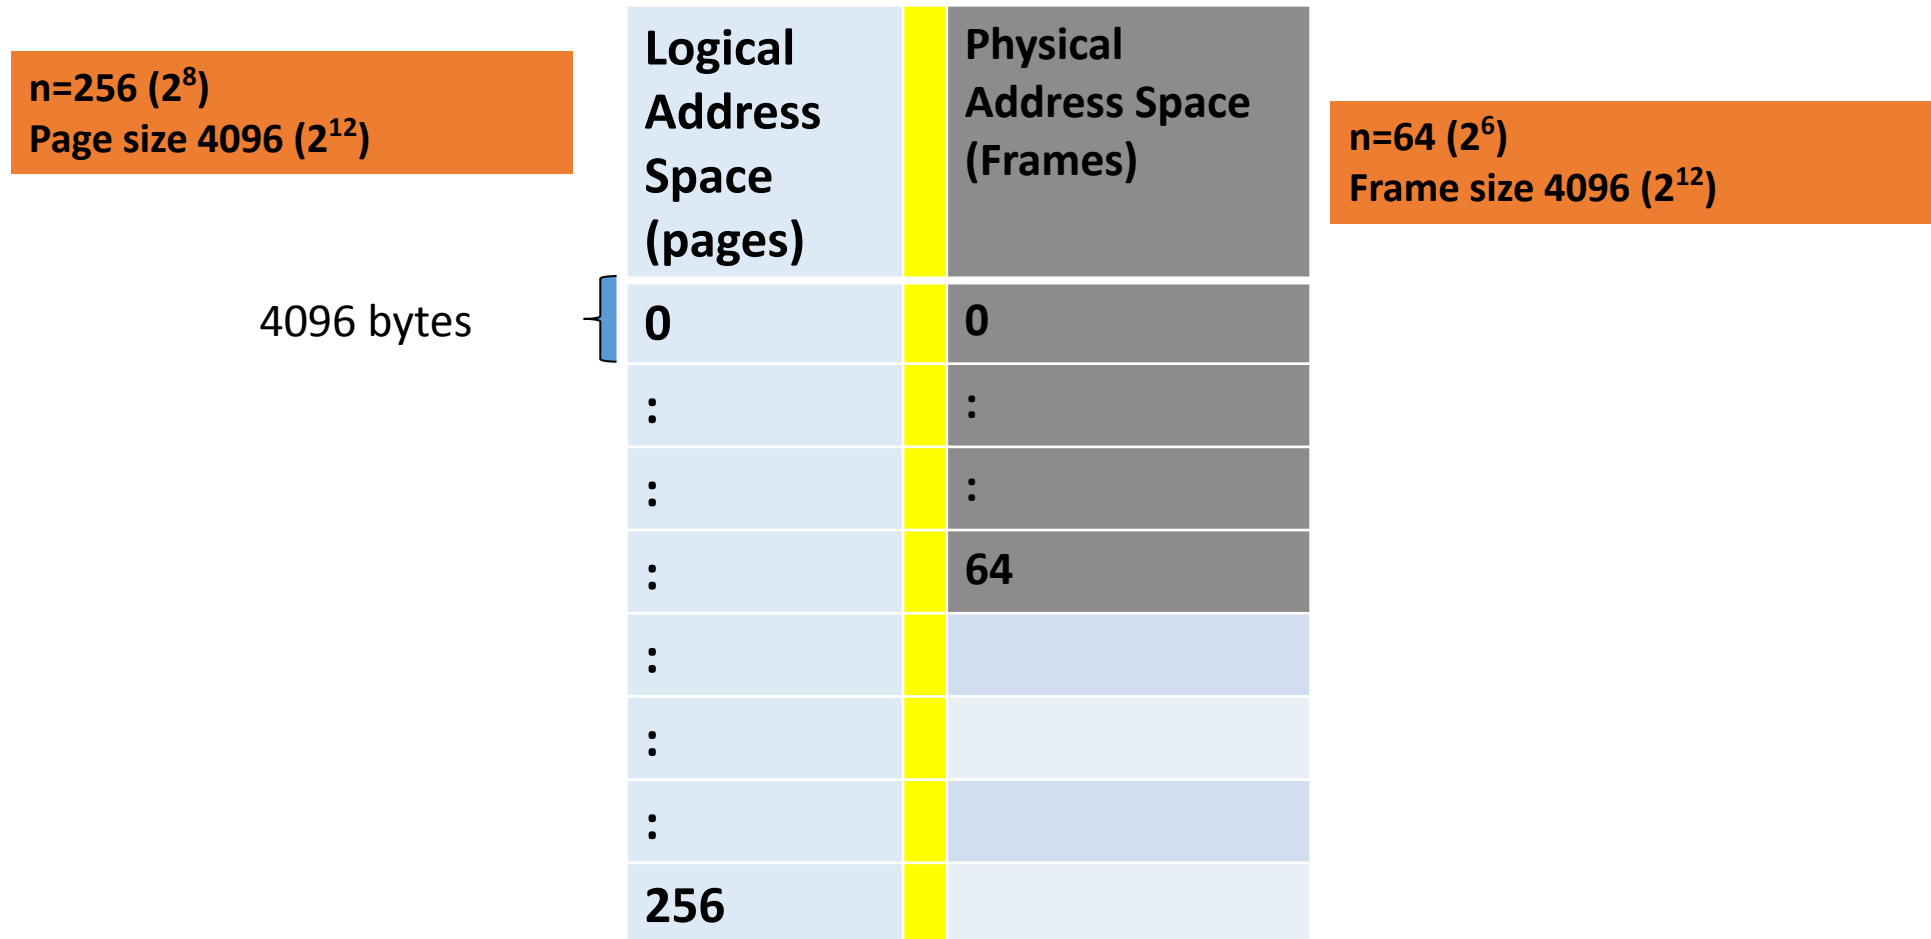 n=256 (2⁸)
Page size 4096 (2¹²)
Logical
Address
Space
(pages)
Physical
Address Space
(Frames)
n=64 (2⁶)
Frame size 4096 (2¹²)
4096 bytes
0
0
:
:
:
:
:
64
:
:
:
256